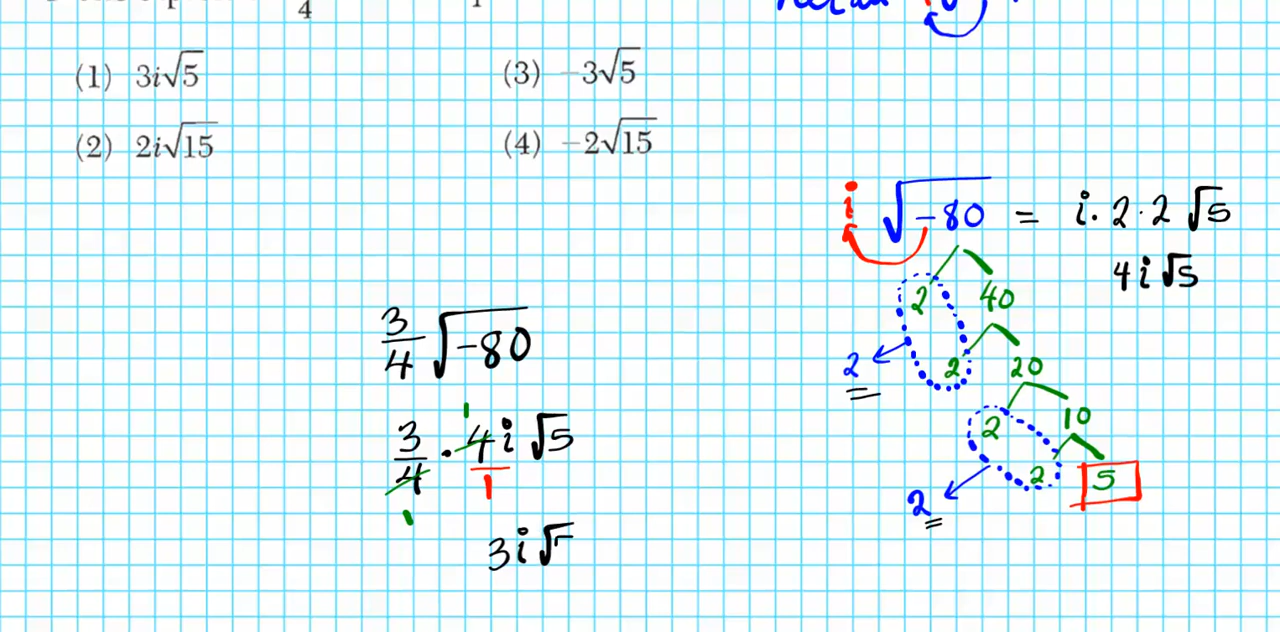 4
(1) 3i√5
(3) −3√5
(2) 2i√15
(4) −2√15
i √−80 = i. 2·2 √5
4i√5
2 40
3/4 √−80
2 2 20
1
2 10
3/4 · 4i √5
1
2 5
1
2
3i√